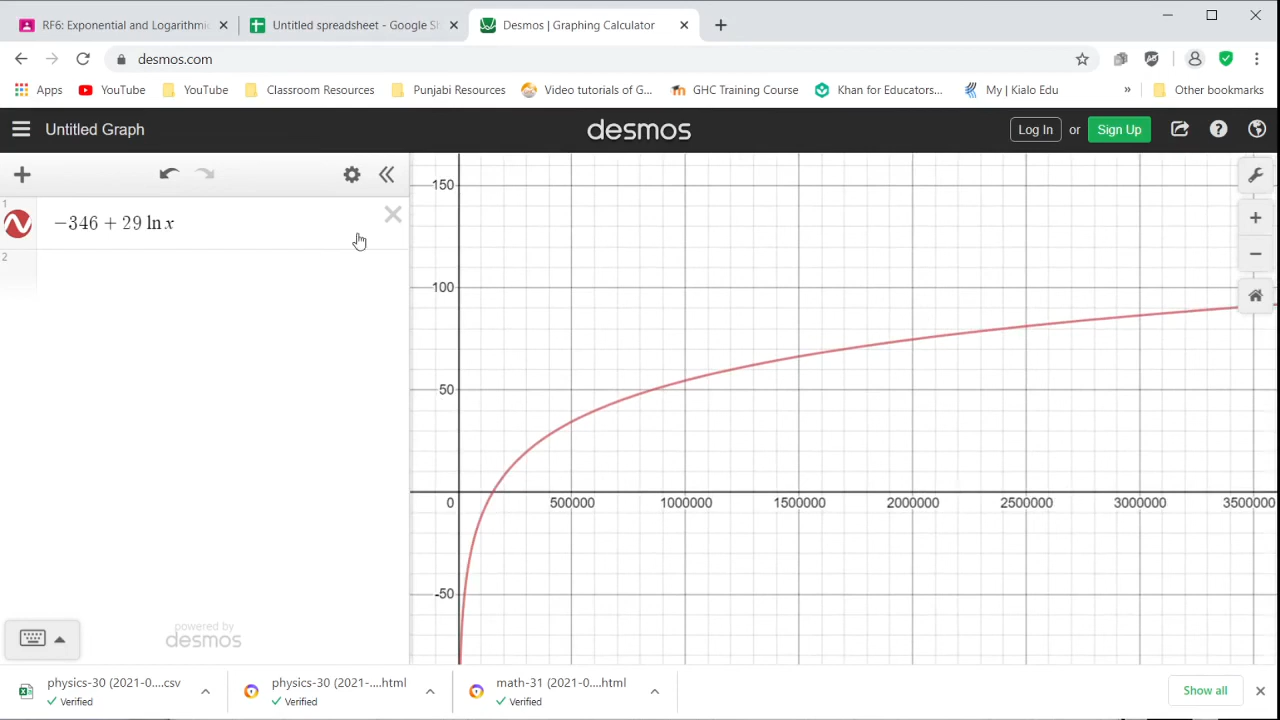 RF6: Exponential and Logarithmic
Untitled spreadsheet - Google Sh
Desmos | Graphing Calculator
desmos.com
Apps
YouTube
YouTube
Classroom Resources
Punjabi Resources
Video tutorials of G...
GHC Training Course
Khan for Educators...
My | Kialo Edu
»
Other bookmarks
Untitled Graph
desmos
Log In or Sign Up
1
−346 + 29 ln x
2
150
100
50
0
500000
1000000
1500000
2000000
2500000
3000000
3500000
-50
powered by
desmos
physics-30 (2021-0....csv
Verified
physics-30 (2021-....html
Verified
math-31 (2021-0....html
Verified
Show all